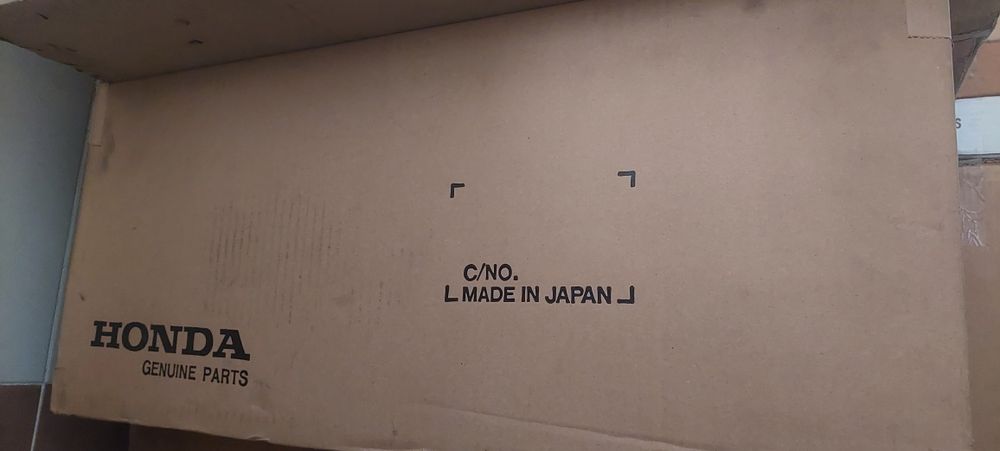 C/NO.
MADE IN JAPAN
HONDA
GENUINE PARTS
S